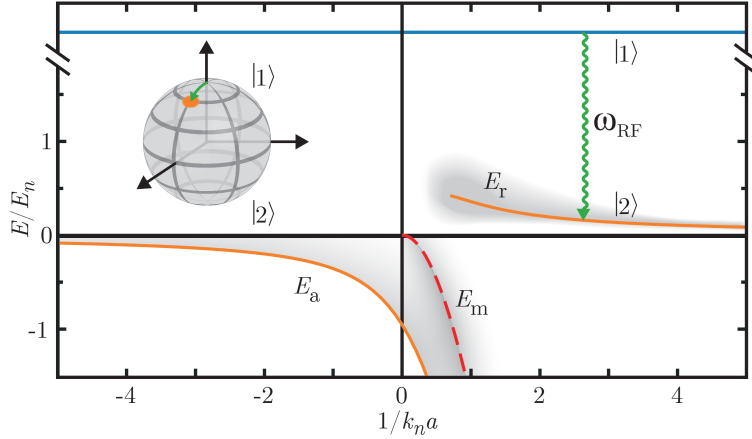 |1⟩
|1⟩
ω_RF
|2⟩
|2⟩
E_r
E_a
E_m
E/E_n
1
0
-1
-4
-2
0
2
4
1/k_n a